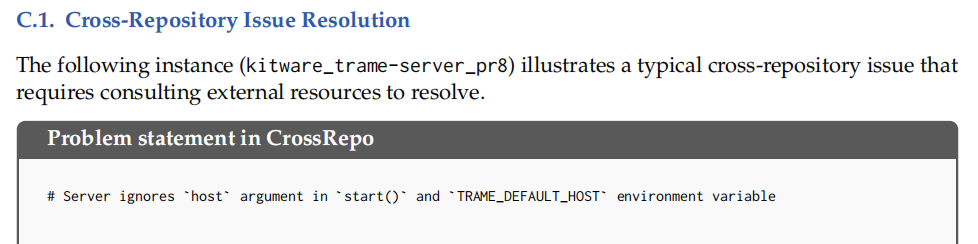 C.1. Cross-Repository Issue Resolution
The following instance (kitware_trame-server_pr8) illustrates a typical cross-repository issue that
requires consulting external resources to resolve.
Problem statement in CrossRepo
# Server ignores `host` argument in `start()` and `TRAME_DEFAULT_HOST` environment variable